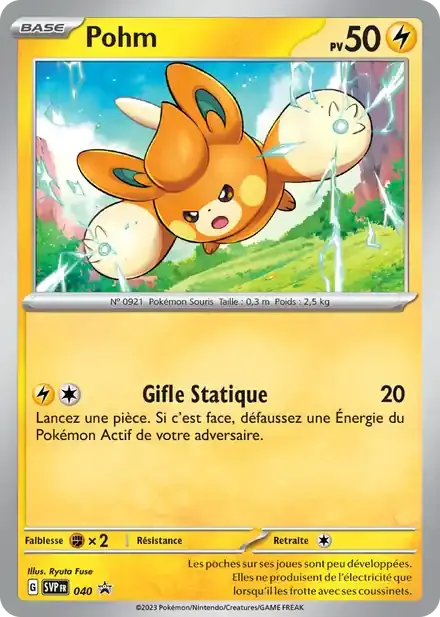 BASE Pohm PV 50
N° 0921 Pokémon Souris Taille : 0,3 m Poids : 2,5 kg
Gifle Statique 20
Lancez une pièce. Si c'est face, défaussez une Énergie du
Pokémon Actif de votre adversaire.
Faiblesse × 2 Résistance Retraite
Illus. Ryuta Fuse
G SVP FR 040
Les poches sur ses joues sont peu développées.
Elles ne produisent de l'électricité que
lorsqu'il les frotte avec ses coussinets.
©2023 Pokémon/Nintendo/Creatures/GAME FREAK